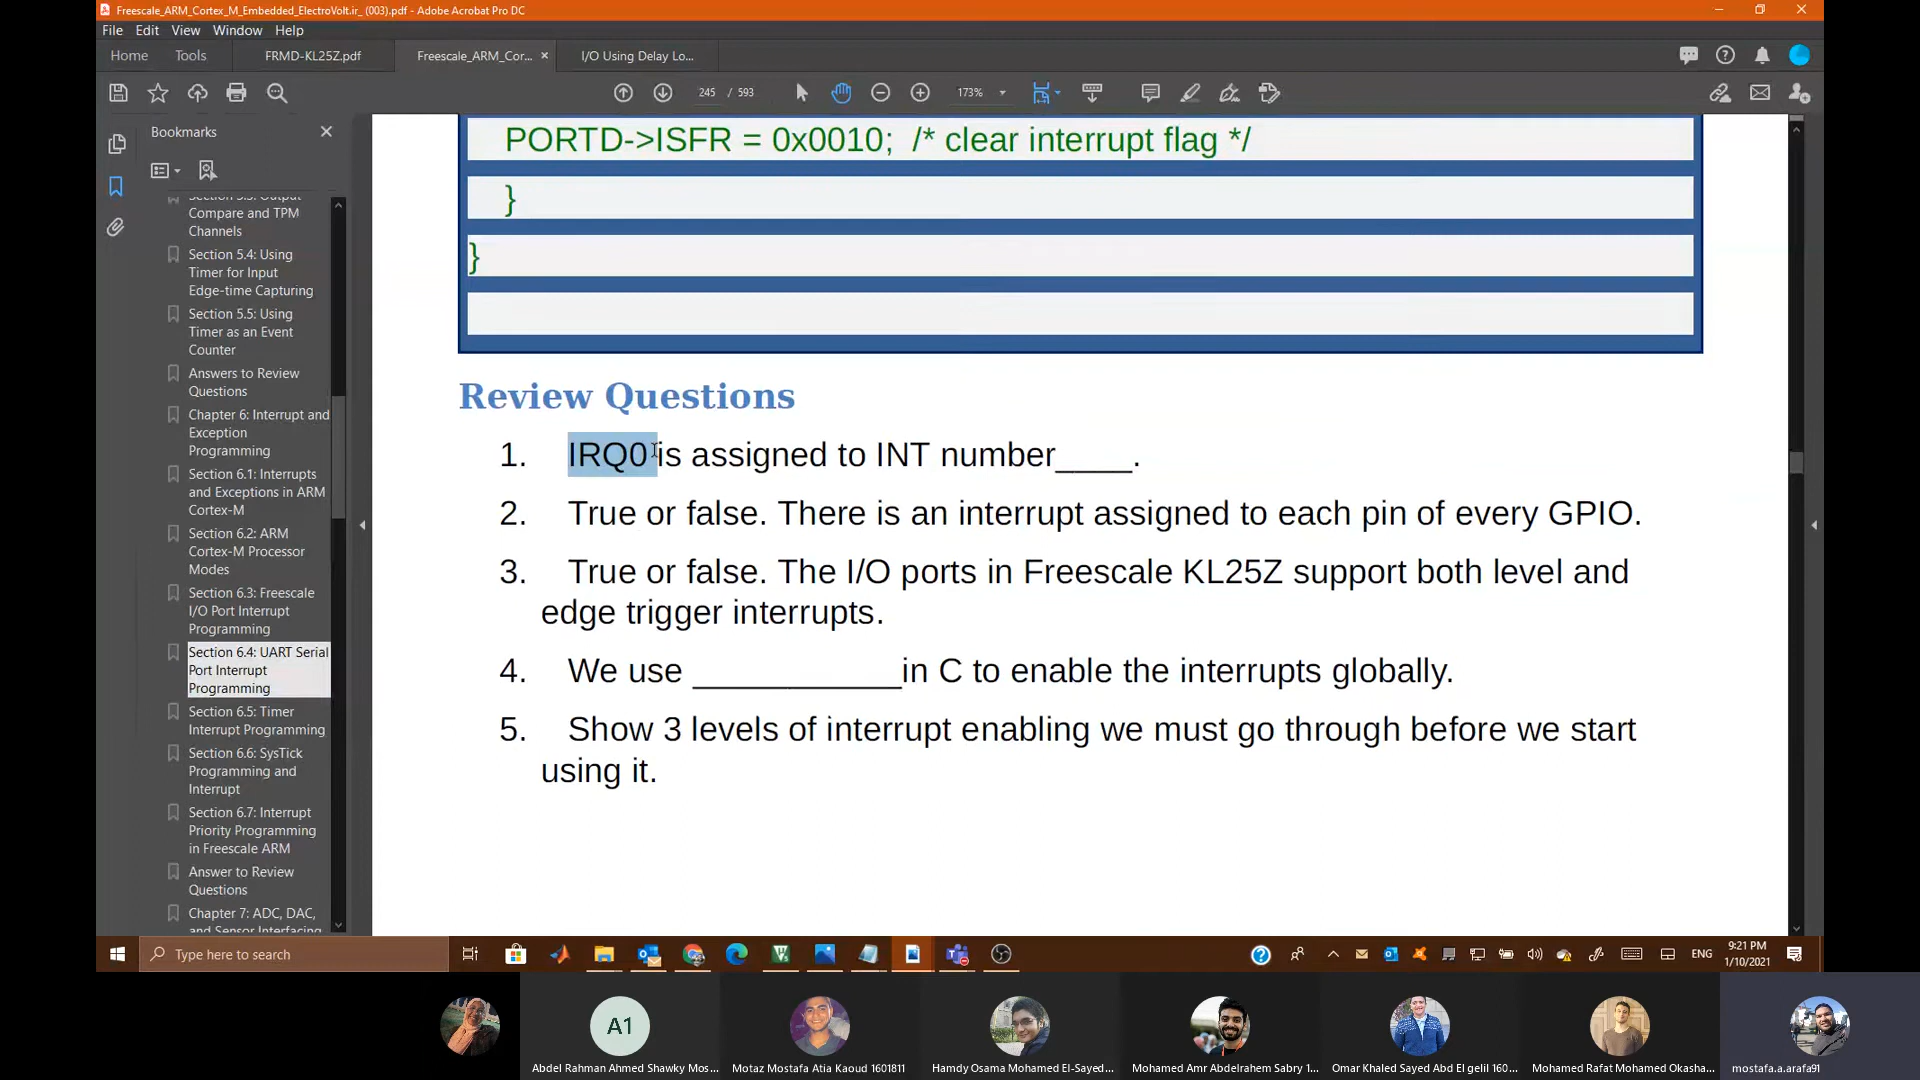 Freescale_ARM_Cortex_M_Embedded_ElectroVolt.ir_ (003).pdf - Adobe Acrobat Pro DC
File Edit View Window Help
Home Tools FRMD-KL25Z.pdf Freescale_ARM_Cor... × I/O Using Delay Lo...
245 / 593 173%
Bookmarks
Section 5.3: Output
Compare and TPM
Channels
Section 5.4: Using
Timer for Input
Edge-time Capturing
Section 5.5: Using
Timer as an Event
Counter
Answers to Review
Questions
Chapter 6: Interrupt and
Exception
Programming
Section 6.1: Interrupts
and Exceptions in ARM
Cortex-M
Section 6.2: ARM
Cortex-M Processor
Modes
Section 6.3: Freescale
I/O Port Interrupt
Programming
Section 6.4: UART Serial
Port Interrupt
Programming
Section 6.5: Timer
Interrupt Programming
Section 6.6: SysTick
Programming and
Interrupt
Section 6.7: Interrupt
Priority Programming
in Freescale ARM
Answer to Review
Questions
Chapter 7: ADC, DAC,
and Sensor Interfacing
PORTD->ISFR = 0x0010; /* clear interrupt flag */
}
}
Review Questions
1. IRQ0 is assigned to INT number____.
2. True or false. There is an interrupt assigned to each pin of every GPIO.
3. True or false. The I/O ports in Freescale KL25Z support both level and
edge trigger interrupts.
4. We use ___________in C to enable the interrupts globally.
5. Show 3 levels of interrupt enabling we must go through before we start
using it.
Type here to search
ENG
9:21 PM
1/10/2021
A1
Abdel Rahman Ahmed Shawky Mos...
Motaz Mostafa Atia Kaoud 1601811
Hamdy Osama Mohamed El-Sayed...
Mohamed Amr Abdelrahem Sabry 1...
Omar Khaled Sayed Abd El gelil 160...
Mohamed Rafat Mohamed Okasha...
mostafa.a.arafa91